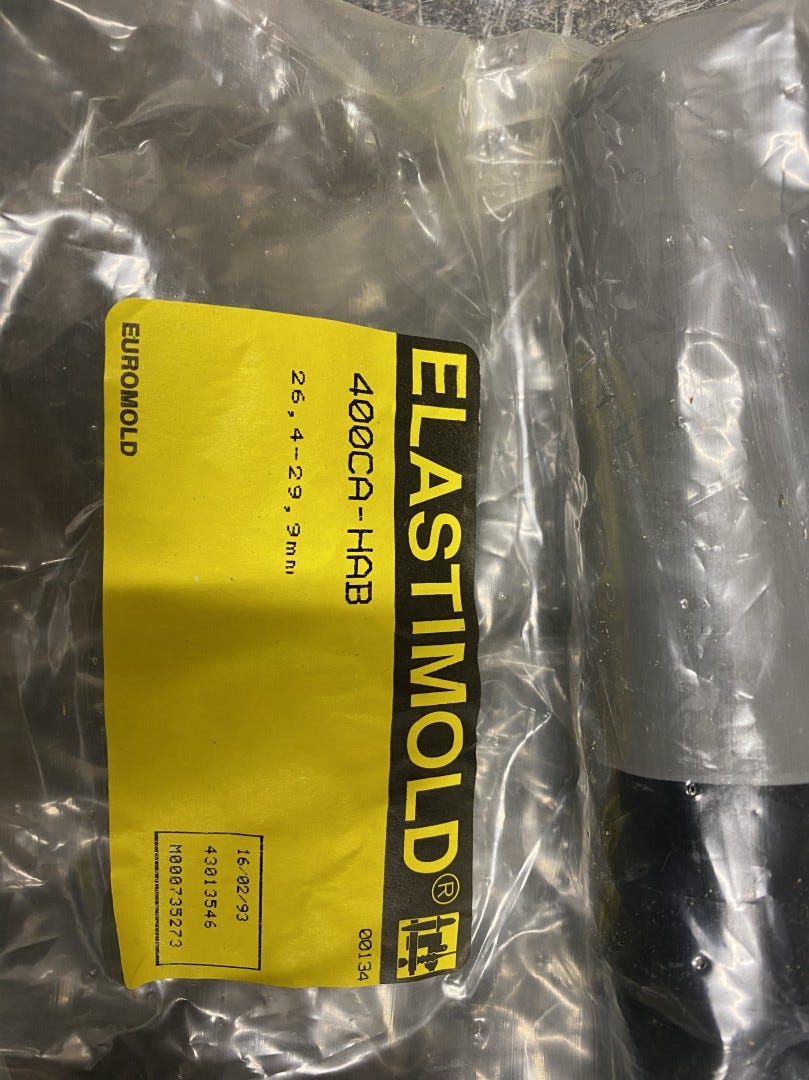 ELASTIMOLD®
00134
400CA-HAB
26,4-29,9mm
16/02/93
43013546
M000735273
EUROMOLD